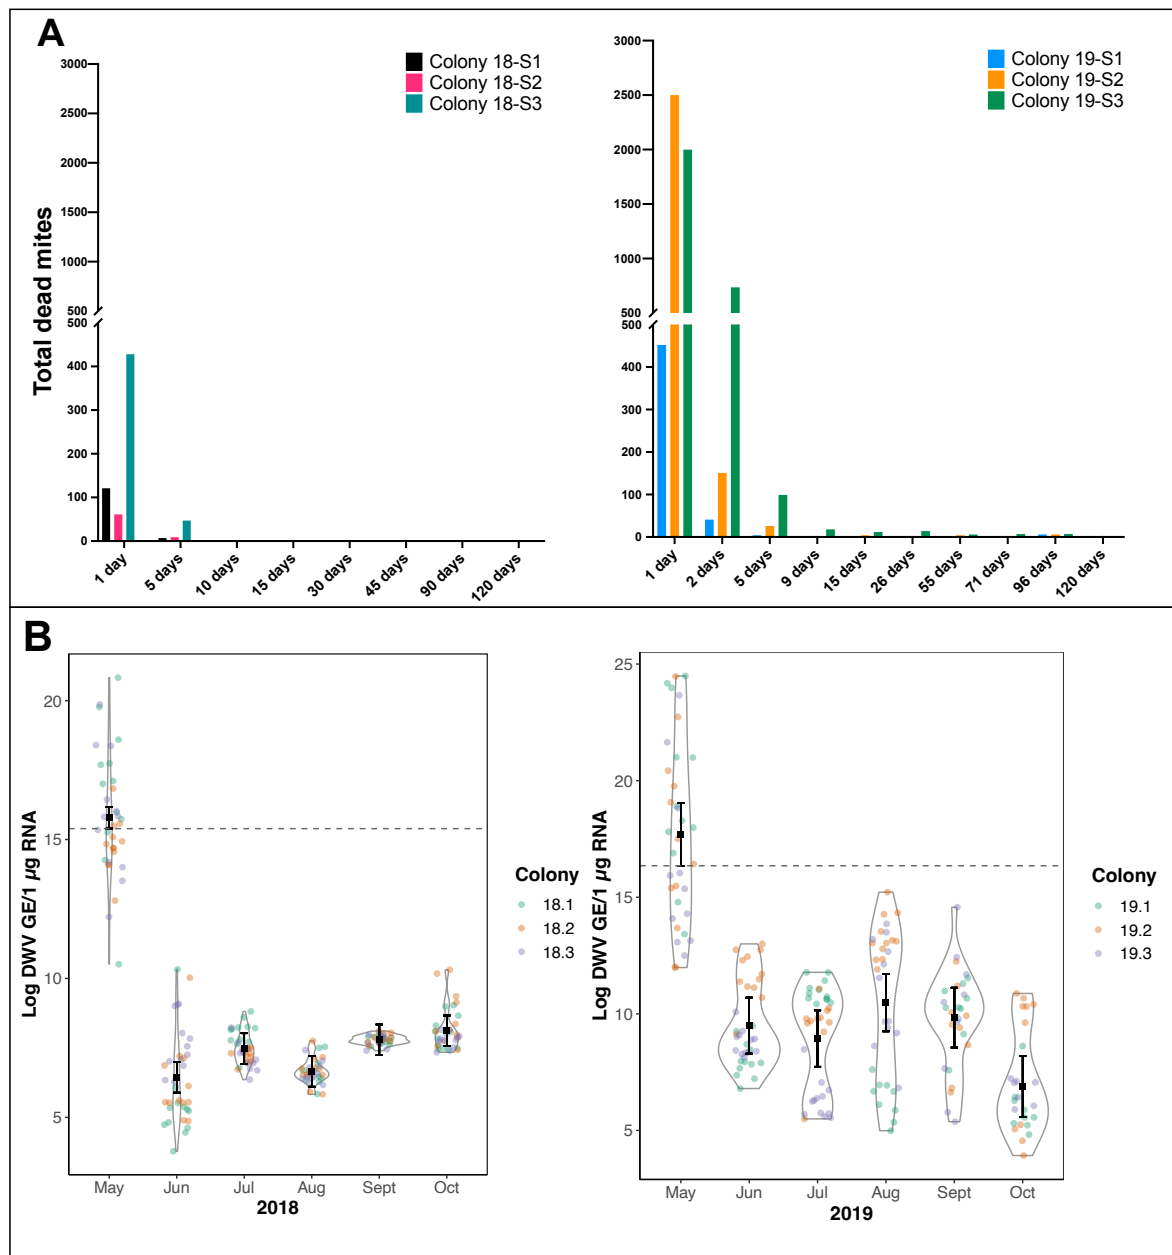 A
Colony 18-S1
Colony 18-S2
Colony 18-S3
Total dead mites
3000
2000
1500
1000
500
500
400
300
200
100
0
1 day
5 days
10 days
15 days
30 days
45 days
90 days
120 days
Colony 19-S1
Colony 19-S2
Colony 19-S3
3000
2500
2000
1500
1000
500
500
400
300
200
100
0
1 day
2 days
5 days
9 days
15 days
26 days
55 days
71 days
96 days
120 days
B
Log DWV GE/1 µg RNA
20
15
10
5
May
Jun
Jul
Aug
Sept
Oct
2018
Colony
18.1
18.2
18.3
Log DWV GE/1 µg RNA
25
20
15
10
5
May
Jun
Jul
Aug
Sept
Oct
2019
Colony
19.1
19.2
19.3